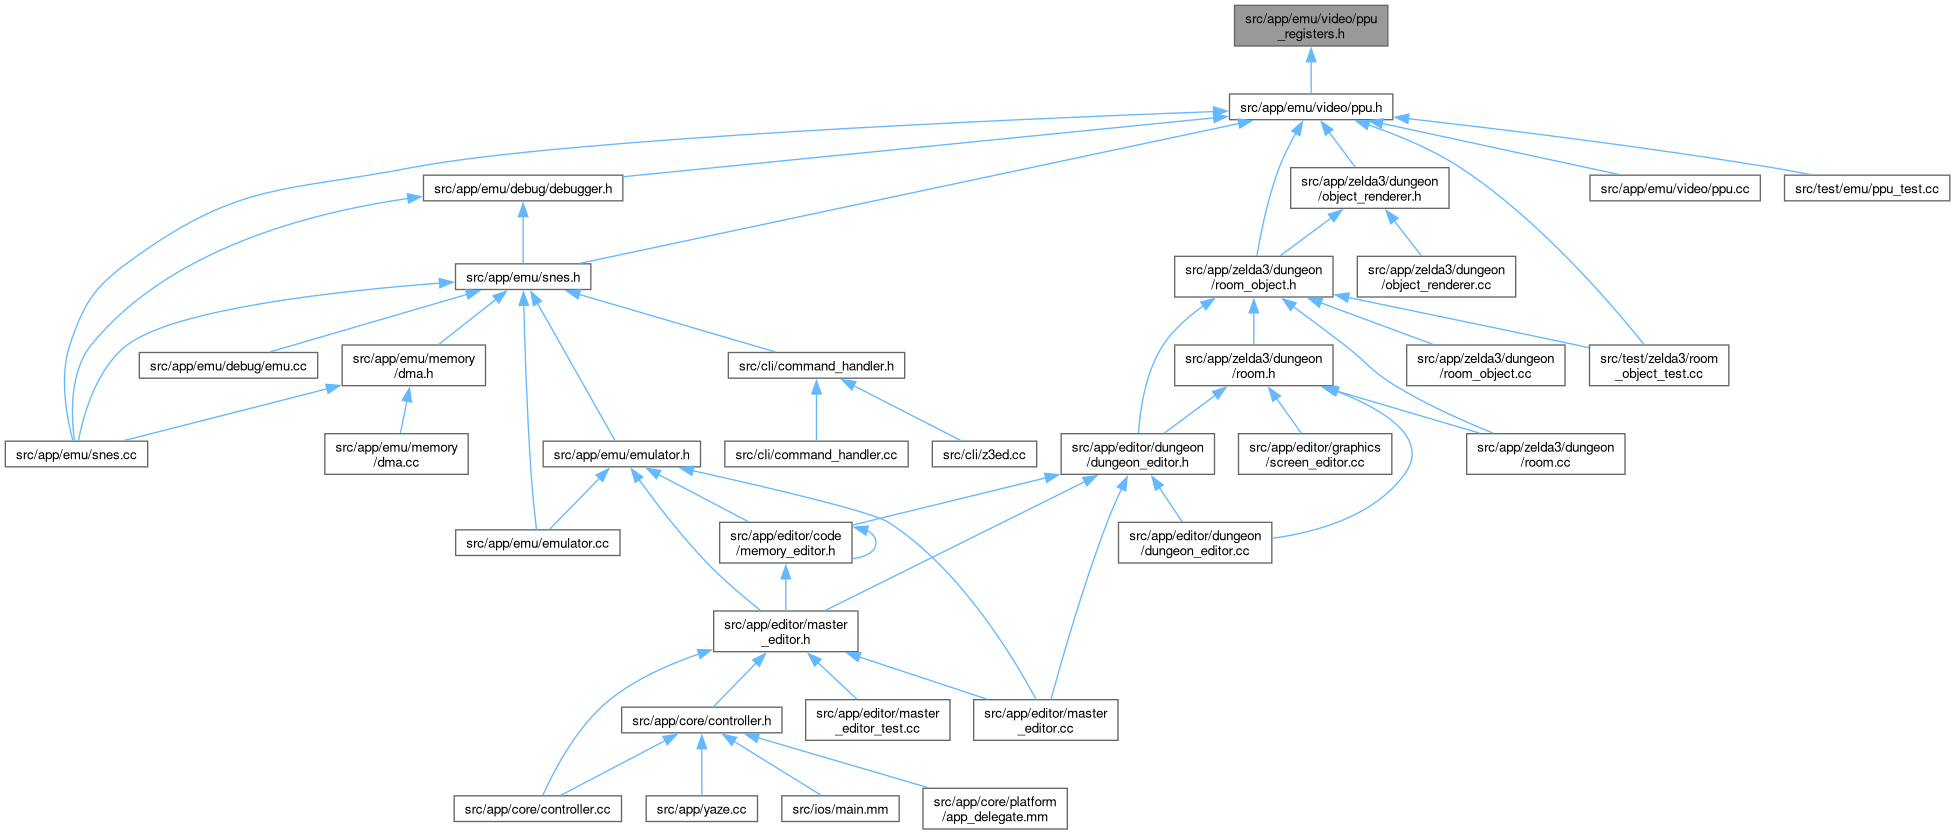 src/app/emu/video/ppu
_registers.h
src/app/emu/video/ppu.h
src/app/emu/debug/debugger.h
src/app/zelda3/dungeon
/object_renderer.h
src/app/emu/video/ppu.cc
src/test/emu/ppu_test.cc
src/app/emu/snes.h
src/app/zelda3/dungeon
/room_object.h
src/app/zelda3/dungeon
/object_renderer.cc
src/app/emu/debug/emu.cc
src/app/emu/memory
/dma.h
src/cli/command_handler.h
src/app/zelda3/dungeon
/room.h
src/app/zelda3/dungeon
/room_object.cc
src/test/zelda3/room
_object_test.cc
src/app/emu/snes.cc
src/app/emu/memory
/dma.cc
src/app/emu/emulator.h
src/cli/command_handler.cc
src/cli/z3ed.cc
src/app/editor/dungeon
/dungeon_editor.h
src/app/editor/graphics
/screen_editor.cc
src/app/zelda3/dungeon
/room.cc
src/app/emu/emulator.cc
src/app/editor/code
/memory_editor.h
src/app/editor/dungeon
/dungeon_editor.cc
src/app/editor/master
_editor.h
src/app/core/controller.h
src/app/editor/master
_editor_test.cc
src/app/editor/master
_editor.cc
src/app/core/controller.cc
src/app/yaze.cc
src/ios/main.mm
src/app/core/platform
/app_delegate.mm